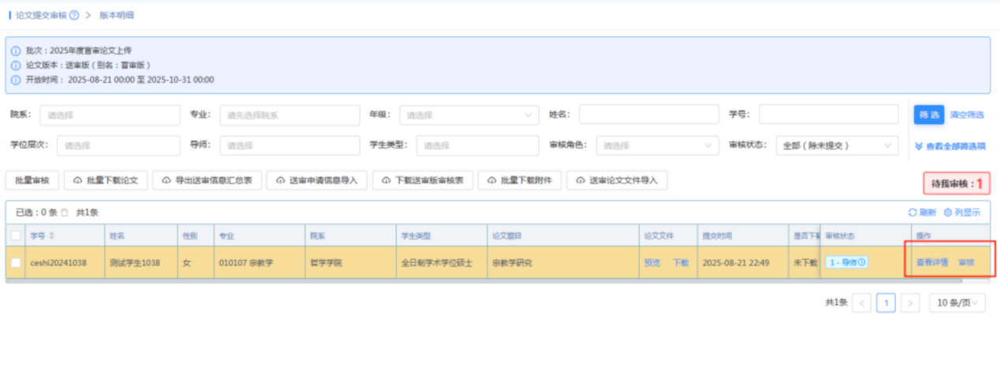 论文提交审核 > 版本明细
批次：2025年度盲审论文上传
论文版本：送审版（别名：盲审版）
开放时间： 2025-08-21 00:00 至 2025-10-31 00:00
院系： 请选择 专业： 请先选择院系 年级： 请选择 姓名： 学号： 筛 选 清空筛选
学位层次： 请选择 导师： 请选择 学生类型： 请选择 审核角色： 请选择 审核状态： 全部（除未提交） 查看全部筛选项
批量审核 批量下载论文 导出送审信息汇总表 送审申请信息导入 下载送审版审核表 批量下载附件 送审论文文件导入 待我审核：1
已选：0 条 共1条 刷新 列显示
学号 姓名 性别 专业 院系 学生类型 论文题目 论文文件 提交时间 是否下载 审核状态 操作
ceshi20241038 测试学生1038 女 010107 宗教学 哲学学院 全日制学术学位硕士 宗教学研究 预览 下载 2025-08-21 22:49 未下载 1 - 导师 查看详情 审核
共1条 < 1 > 10 条/页